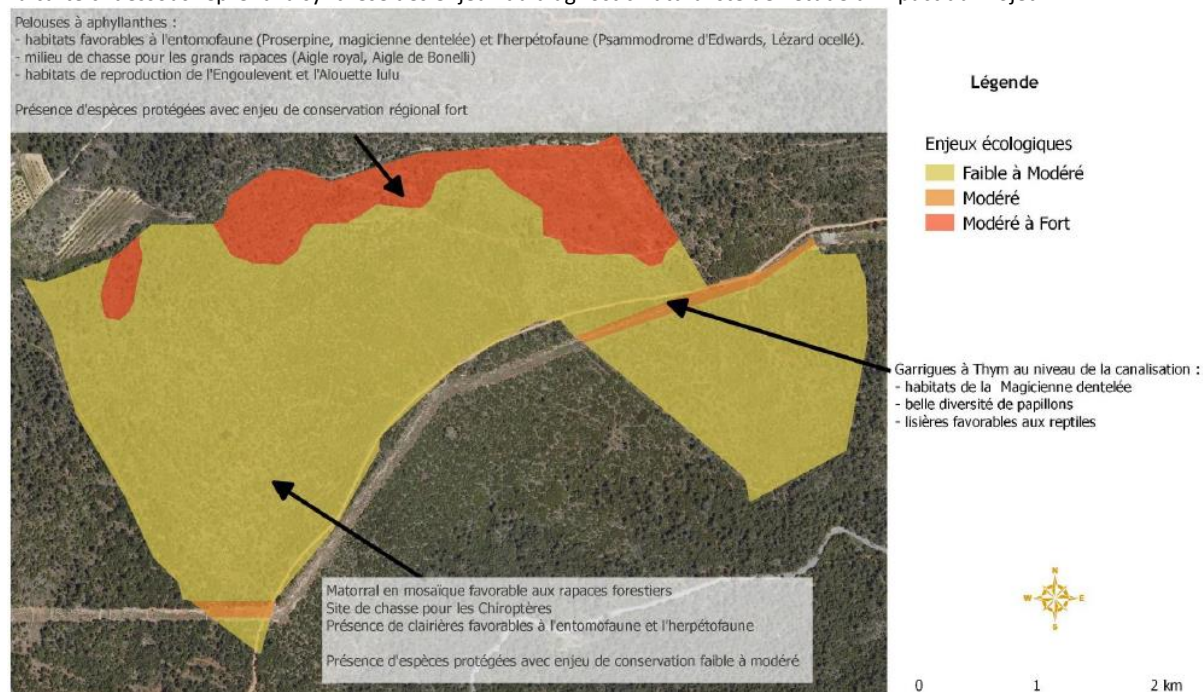 Pelouses à aphyllanthes :
- habitats favorables à l'entomofaune (Proserpine, magicienne dentelée) et l'herpétofaune (Psammodrome d'Edwards, Lézard ocellé).
- milieu de chasse pour les grands rapaces (Aigle royal, Aigle de Bonelli)
- habitats de reproduction de l'Engoulevent et l'Alouette lulu
Présence d'espèces protégées avec enjeu de conservation régional fort
Légende
Enjeux écologiques
Faible à Modéré
Modéré
Modéré à Fort
Garrigues à Thym au niveau de la canalisation :
- habitats de la Magicienne dentelée
- belle diversité de papillons
- lisières favorables aux reptiles
Matorral en mosaïque favorable aux rapaces forestiers
Site de chasse pour les Chiroptères
Présence de clairières favorables à l'entomofaune et l'herpétofaune
Présence d'espèces protégées avec enjeu de conservation faible à modéré
N
W E
S
0 1 2 km